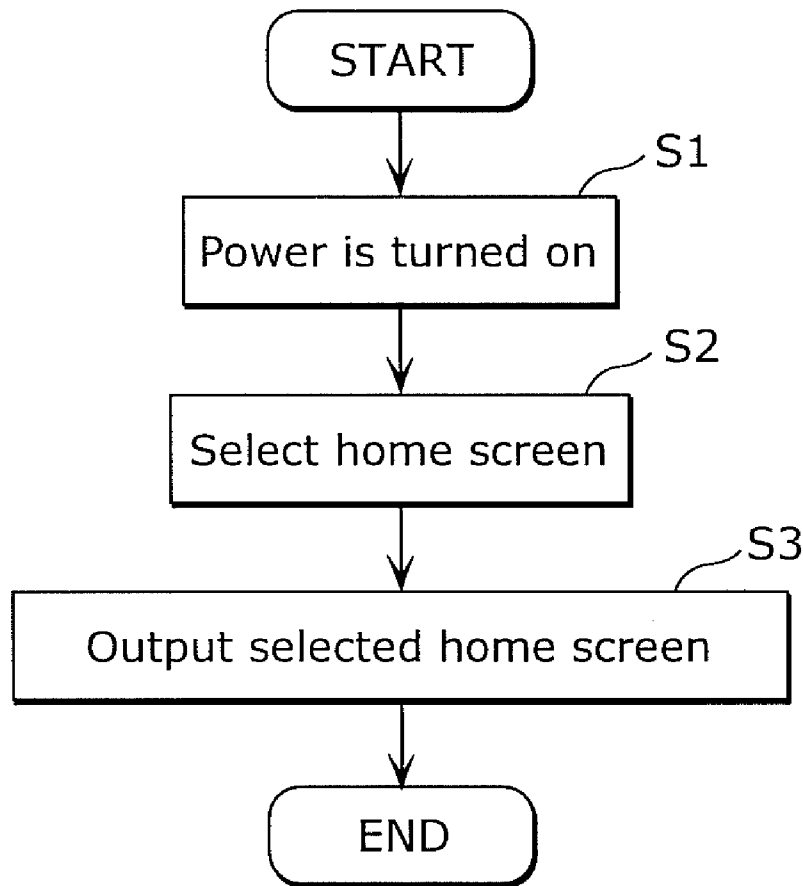 START
S1
Power is turned on
S2
Select home screen
S3
Output selected home screen
END